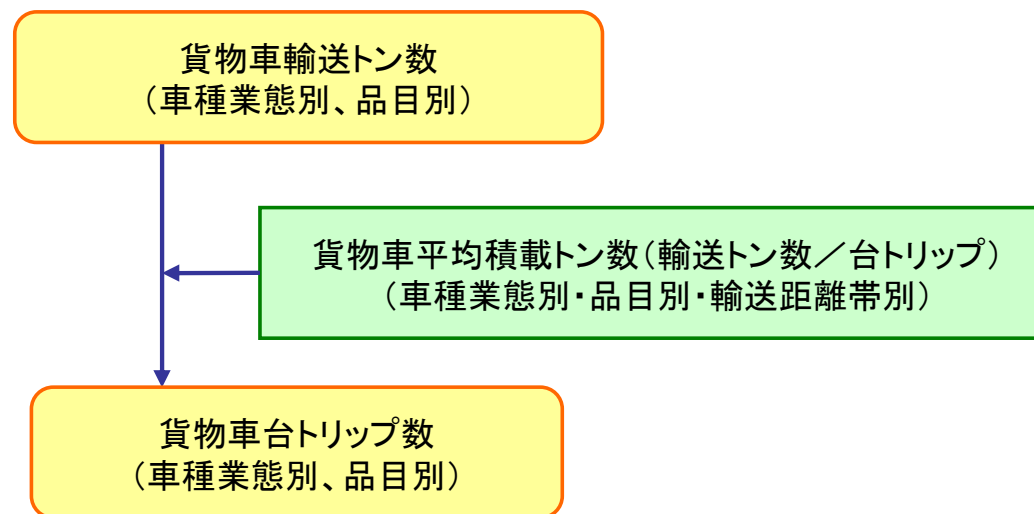 貨物車輸送トン数
（車種業態別、品目別）
貨物車平均積載トン数（輸送トン数／台トリップ）
（車種業態別・品目別・輸送距離帯別）
貨物車台トリップ数
（車種業態別、品目別）